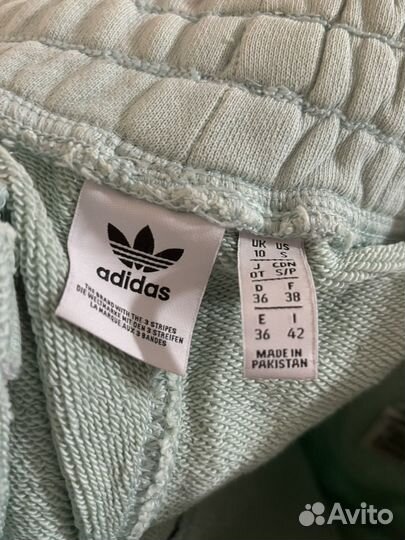 adidas
THE BRAND WITH THE 3 STRIPES
DIE WELTMARKE MIT DEN 3 STREIFEN
LA MARQUE AUX 3 BANDES
UK US
10 S
J CDN
OT S/P
D F
36 38
E I
36 42
MADE IN
PAKISTAN
Avito